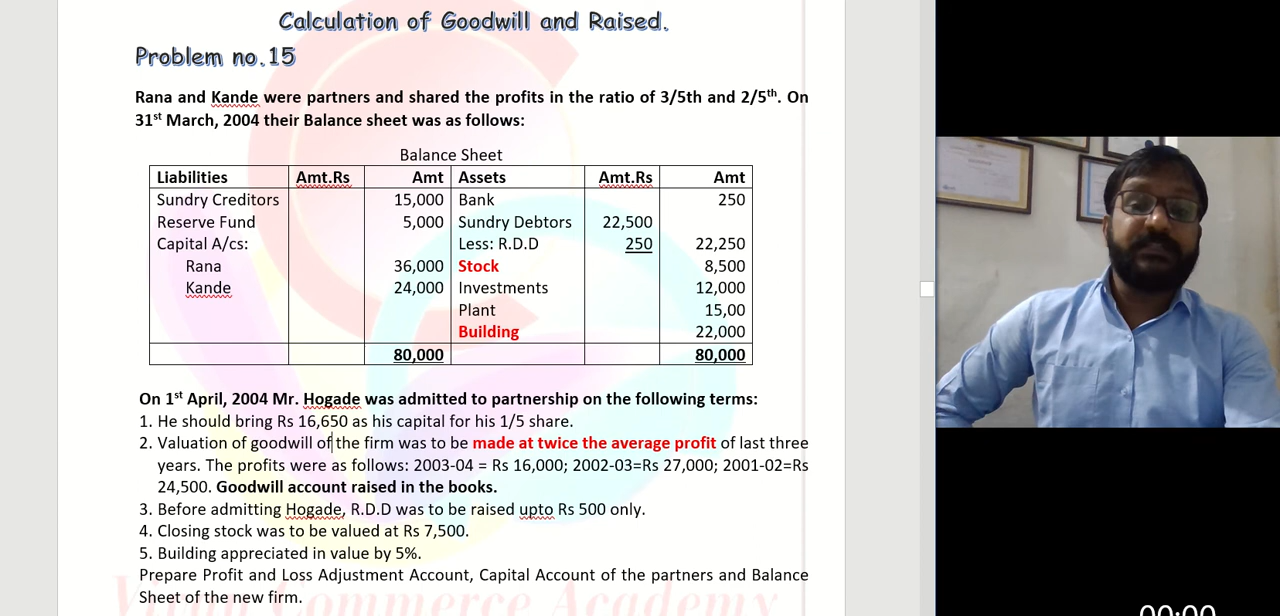 Calculation of Goodwill and Raised.
Problem no.15
Rana and Kande were partners and shared the profits in the ratio of 3/5th and 2/5th. On
31st March, 2004 their Balance sheet was as follows:
Balance Sheet
Liabilities Amt.Rs Amt Assets Amt.Rs Amt
Sundry Creditors 15,000 Bank 250
Reserve Fund 5,000 Sundry Debtors 22,500
Capital A/cs: Less: R.D.D 250 22,250
Rana 36,000 Stock 8,500
Kande 24,000 Investments 12,000
Plant 15,00
Building 22,000
80,000 80,000
On 1st April, 2004 Mr. Hogade was admitted to partnership on the following terms:
1. He should bring Rs 16,650 as his capital for his 1/5 share.
2. Valuation of goodwill of the firm was to be made at twice the average profit of last three
years. The profits were as follows: 2003-04 = Rs 16,000; 2002-03=Rs 27,000; 2001-02=Rs
24,500. Goodwill account raised in the books.
3. Before admitting Hogade, R.D.D was to be raised upto Rs 500 only.
4. Closing stock was to be valued at Rs 7,500.
5. Building appreciated in value by 5%.
Prepare Profit and Loss Adjustment Account, Capital Account of the partners and Balance
Sheet of the new firm.
Commerce Academy
00:00